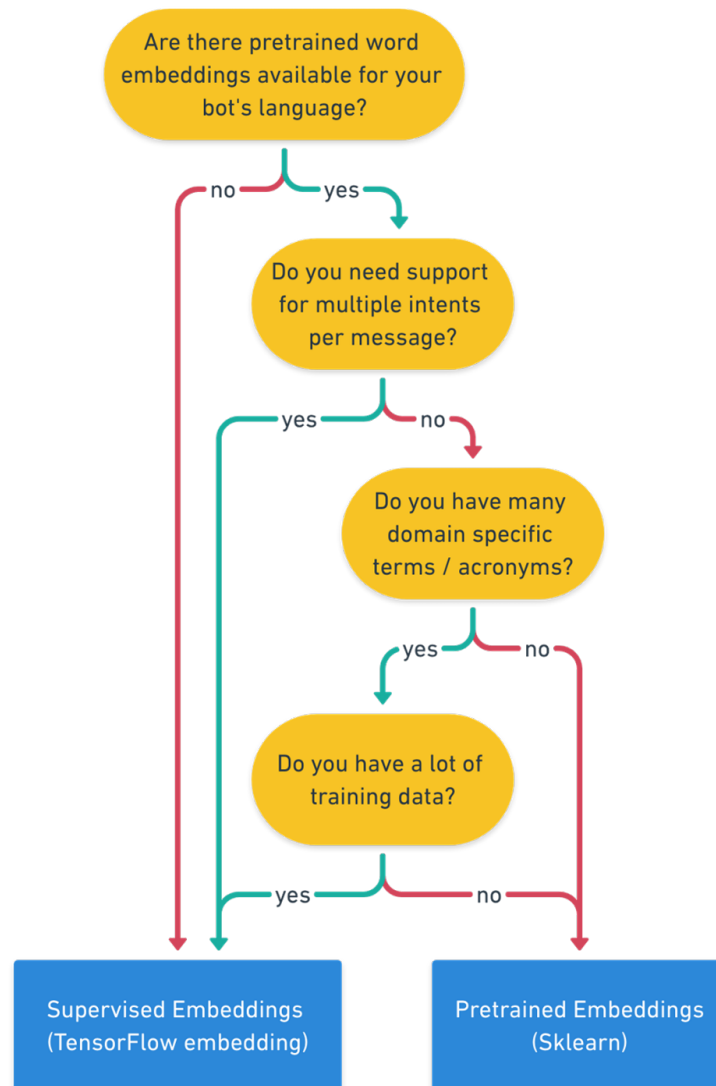 Are there pretrained word
embeddings available for your
bot's language?
no
yes
Do you need support
for multiple intents
per message?
yes
no
Do you have many
domain specific
terms / acronyms?
yes
no
Do you have a lot of
training data?
yes
no
Supervised Embeddings
(TensorFlow embedding)
Pretrained Embeddings
(Sklearn)